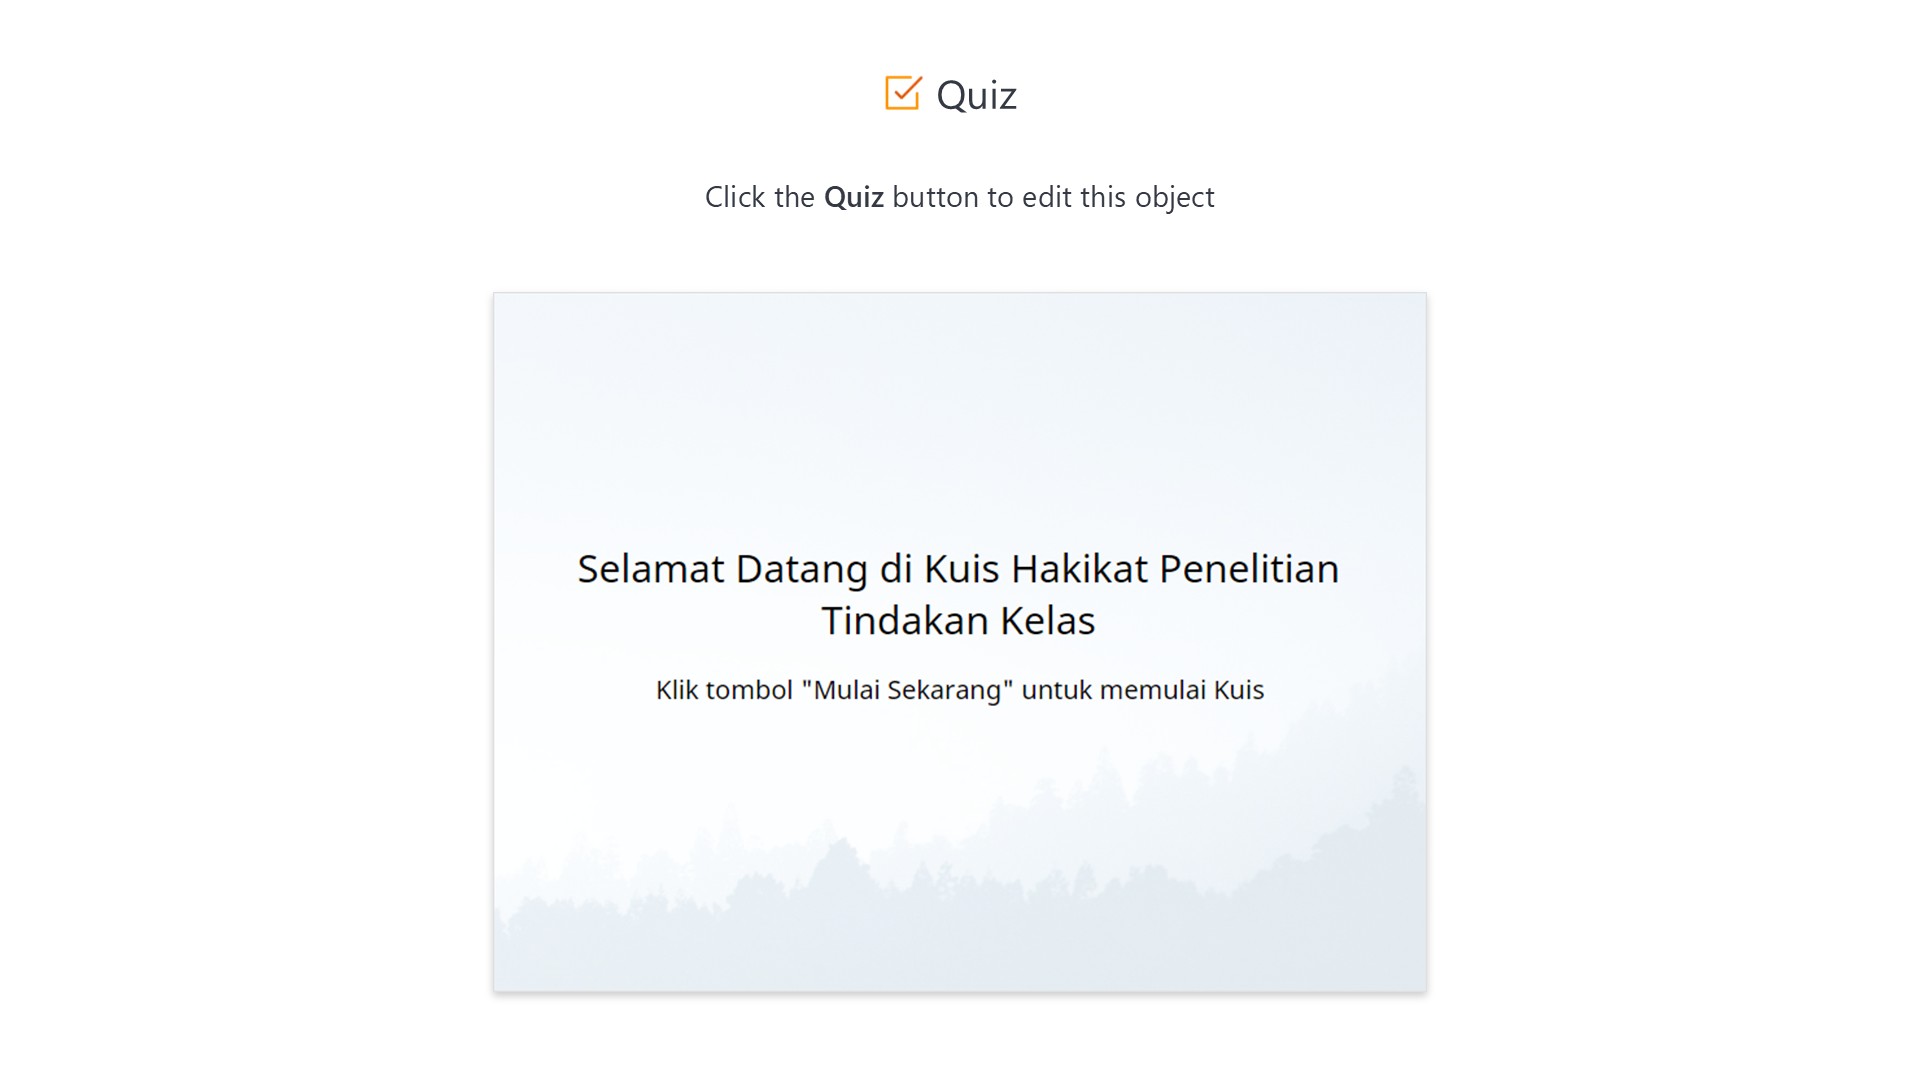 Quiz
Click the Quiz button to edit this object
Selamat Datang di Kuis Hakikat Penelitian
Tindakan Kelas
Klik tombol "Mulai Sekarang" untuk memulai Kuis